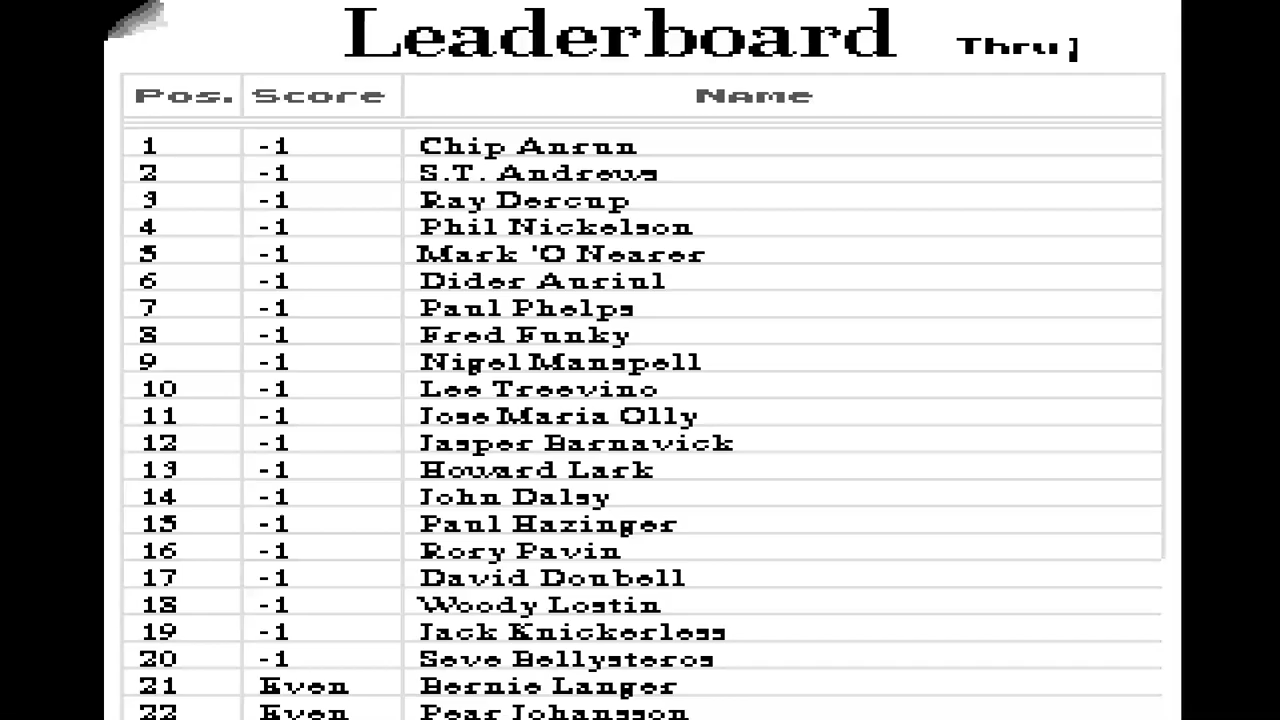 Leaderboard Thru 1
Pos. Score Name
1 -1 Chip Anrun
2 -1 S.T. Andrews
3 -1 Ray Dercup
4 -1 Phil Nickelson
5 -1 Mark 'O Nearer
6 -1 Dider Anrinl
7 -1 Paul Phelps
8 -1 Fred Funky
9 -1 Nigel Manspell
10 -1 Lee Treevino
11 -1 Jose Maria Olly
12 -1 Jasper Barnavick
13 -1 Howard Lark
14 -1 John Dalsy
15 -1 Paul Hazinger
16 -1 Rory Pavin
17 -1 David Donbell
18 -1 Woody Lostin
19 -1 Jack Knickerless
20 -1 Seve Bellysteros
21 Even Bernie Langer
22 Even Pear Johansson